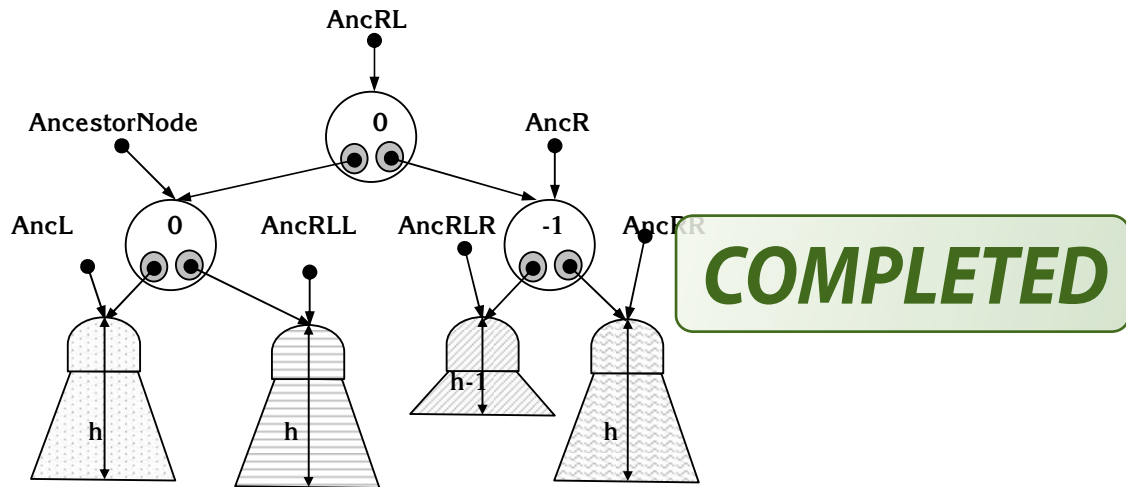 AncRL
0
AncestorNode
AncR
AncL
0
AncRLL
AncRLR
-1
AncRR
COMPLETED
h
h
h-1
h